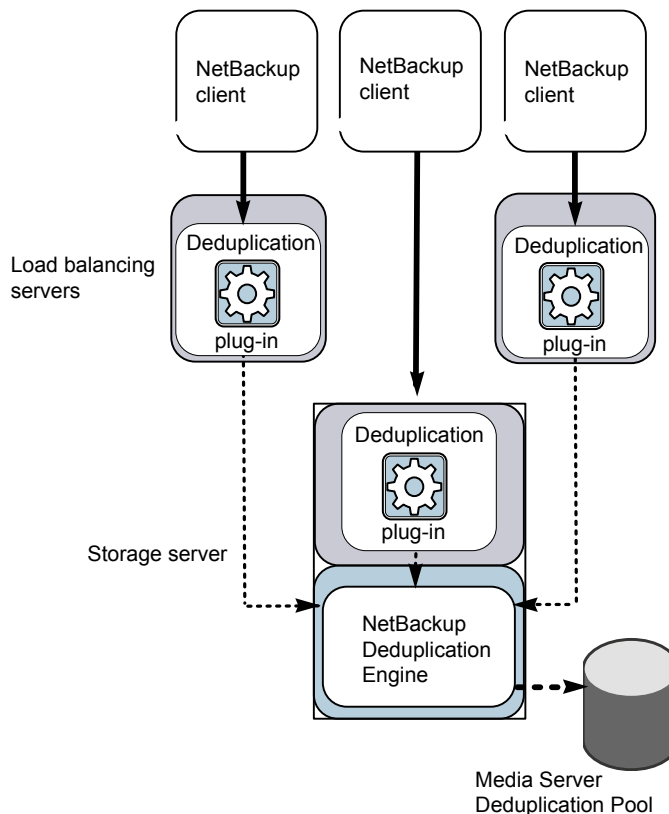 NetBackup
client
NetBackup
client
NetBackup
client
Load balancing
servers
Deduplication
plug-in
Deduplication
plug-in
Deduplication
plug-in
Storage server
NetBackup
Deduplication
Engine
Media Server
Deduplication Pool